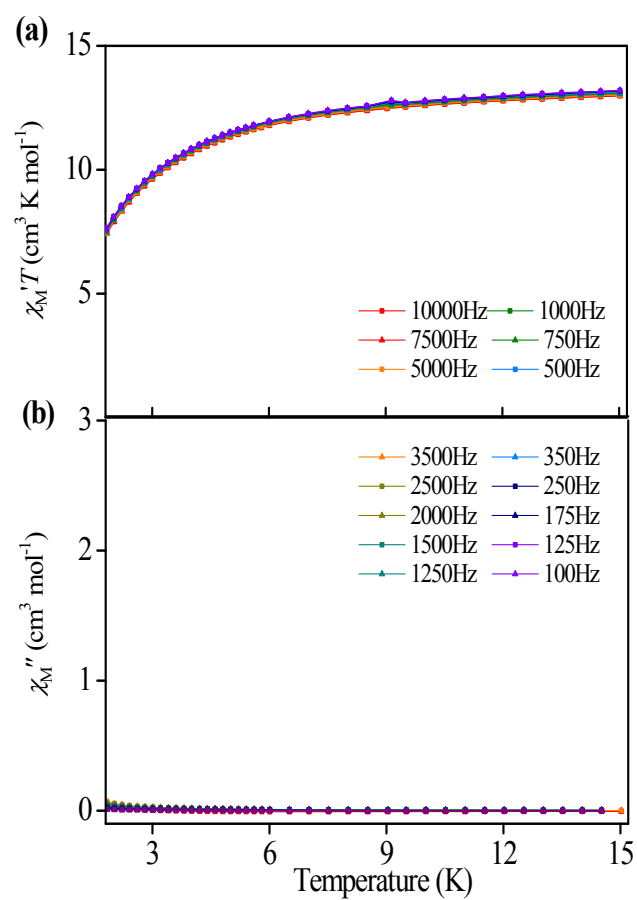 (a)
15
10
5
χM'T (cm³ K mol⁻¹)
10000Hz 1000Hz
7500Hz 750Hz
5000Hz 500Hz
(b)
3
2
1
0
χM″ (cm³ mol⁻¹)
3500Hz 350Hz
2500Hz 250Hz
2000Hz 175Hz
1500Hz 125Hz
1250Hz 100Hz
3 6 9 12 15
Temperature (K)